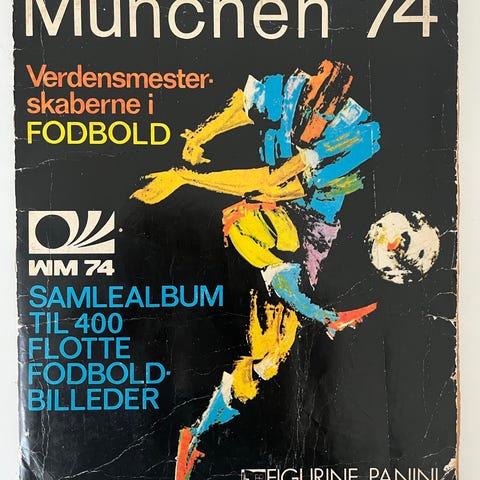 München 74
Verdensmester-
skaberne i
FODBOLD
WM 74
SAMLEALBUM
TIL 400
FLOTTE
FODBOLD-
BILLEDER
FIGURINE PANINI